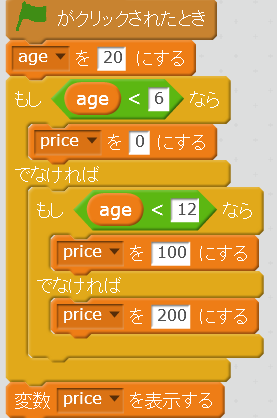 がクリックされたとき
age ▼ を 20 にする
もし age < 6 なら
price ▼ を 0 にする
でなければ
もし age < 12 なら
price ▼ を 100 にする
でなければ
price ▼ を 200 にする
変数 price ▼ を表示する